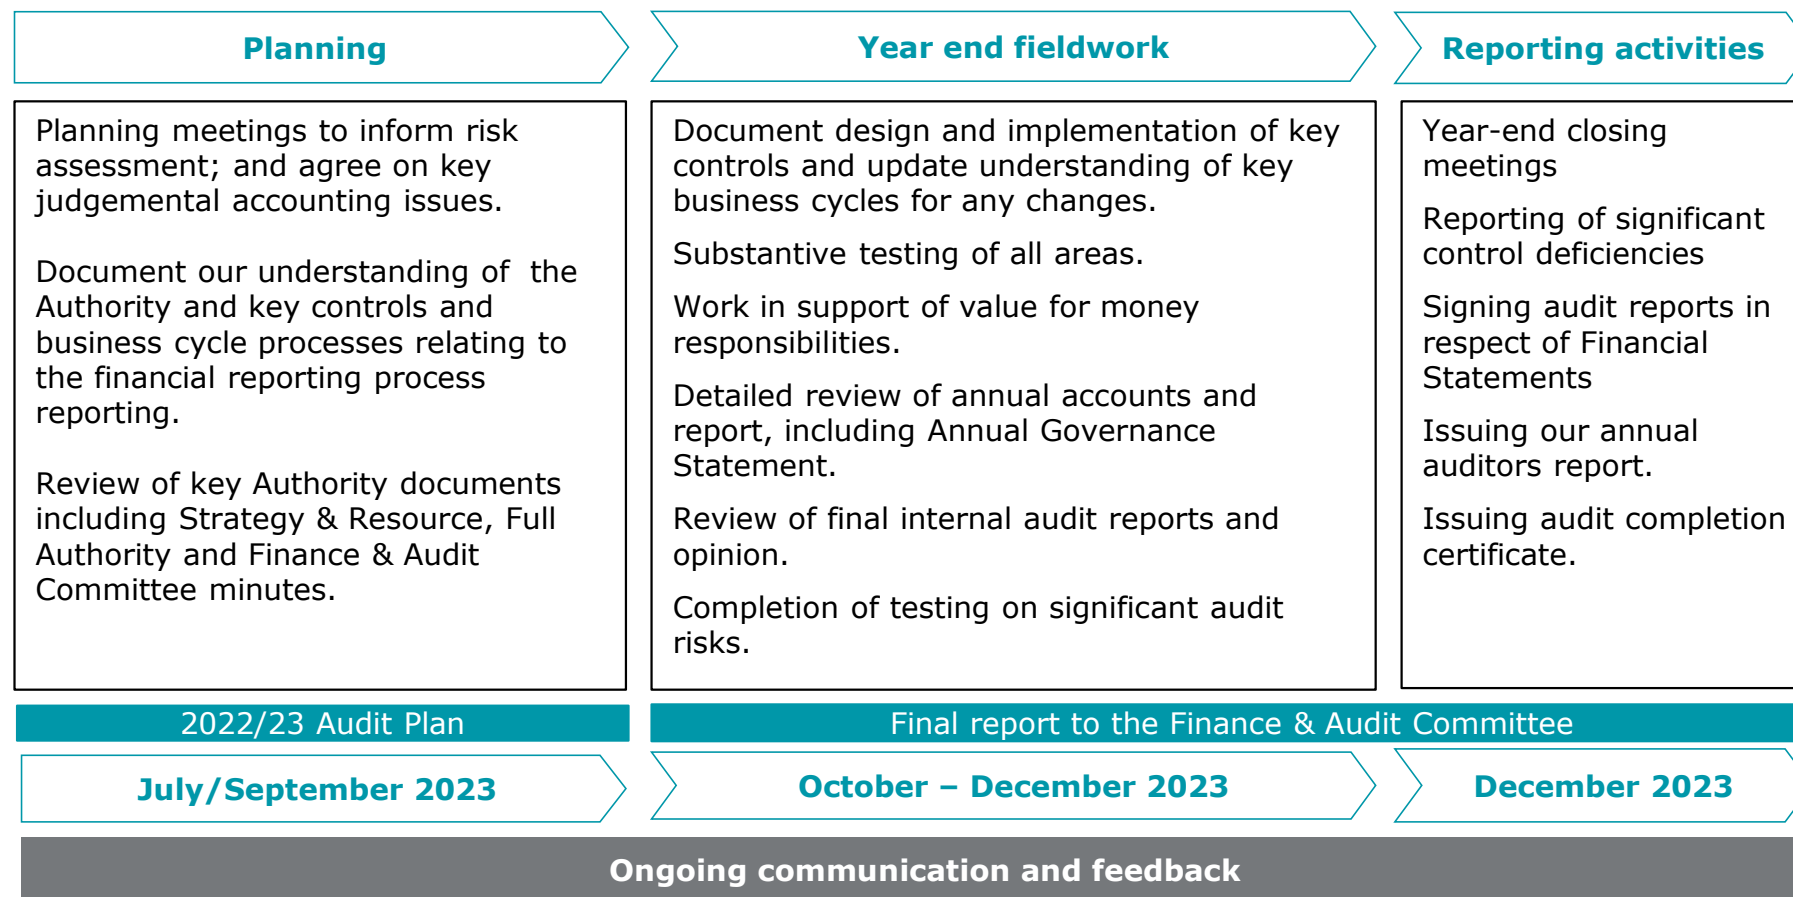 Planning
Year end fieldwork
Reporting activities
Planning meetings to inform risk
assessment; and agree on key
judgemental accounting issues.
Document our understanding of  the
Authority and key controls and
business cycle processes relating to
the financial reporting process
reporting.
Review of key Authority documents
including Strategy & Resource, Full
Authority and Finance & Audit
Committee minutes.
Document design and implementation of key
controls and update understanding of key
business cycles for any changes.
Substantive testing of all areas.
Work in support of value for money
responsibilities.
Detailed review of annual accounts and
report, including Annual Governance
Statement.
Review of final internal audit reports and
opinion.
Completion of testing on significant audit
risks.
Year-end closing
meetings
Reporting of significant
control deficiencies
Signing audit reports in
respect of Financial
Statements
Issuing our annual
auditors report.
Issuing audit completion
certificate.
2022/23 Audit Plan
Final report to the Finance & Audit Committee
July/September 2023
October – December 2023
December 2023
Ongoing communication and feedback